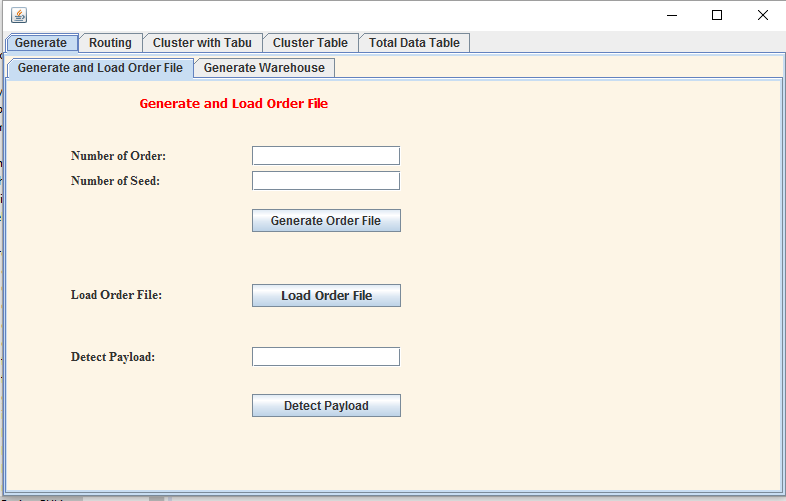 Generate Routing Cluster with Tabu Cluster Table Total Data Table
Generate and Load Order File Generate Warehouse
Generate and Load Order File
Number of Order:
Number of Seed:
Generate Order File
Load Order File: Load Order File
Detect Payload:
Detect Payload